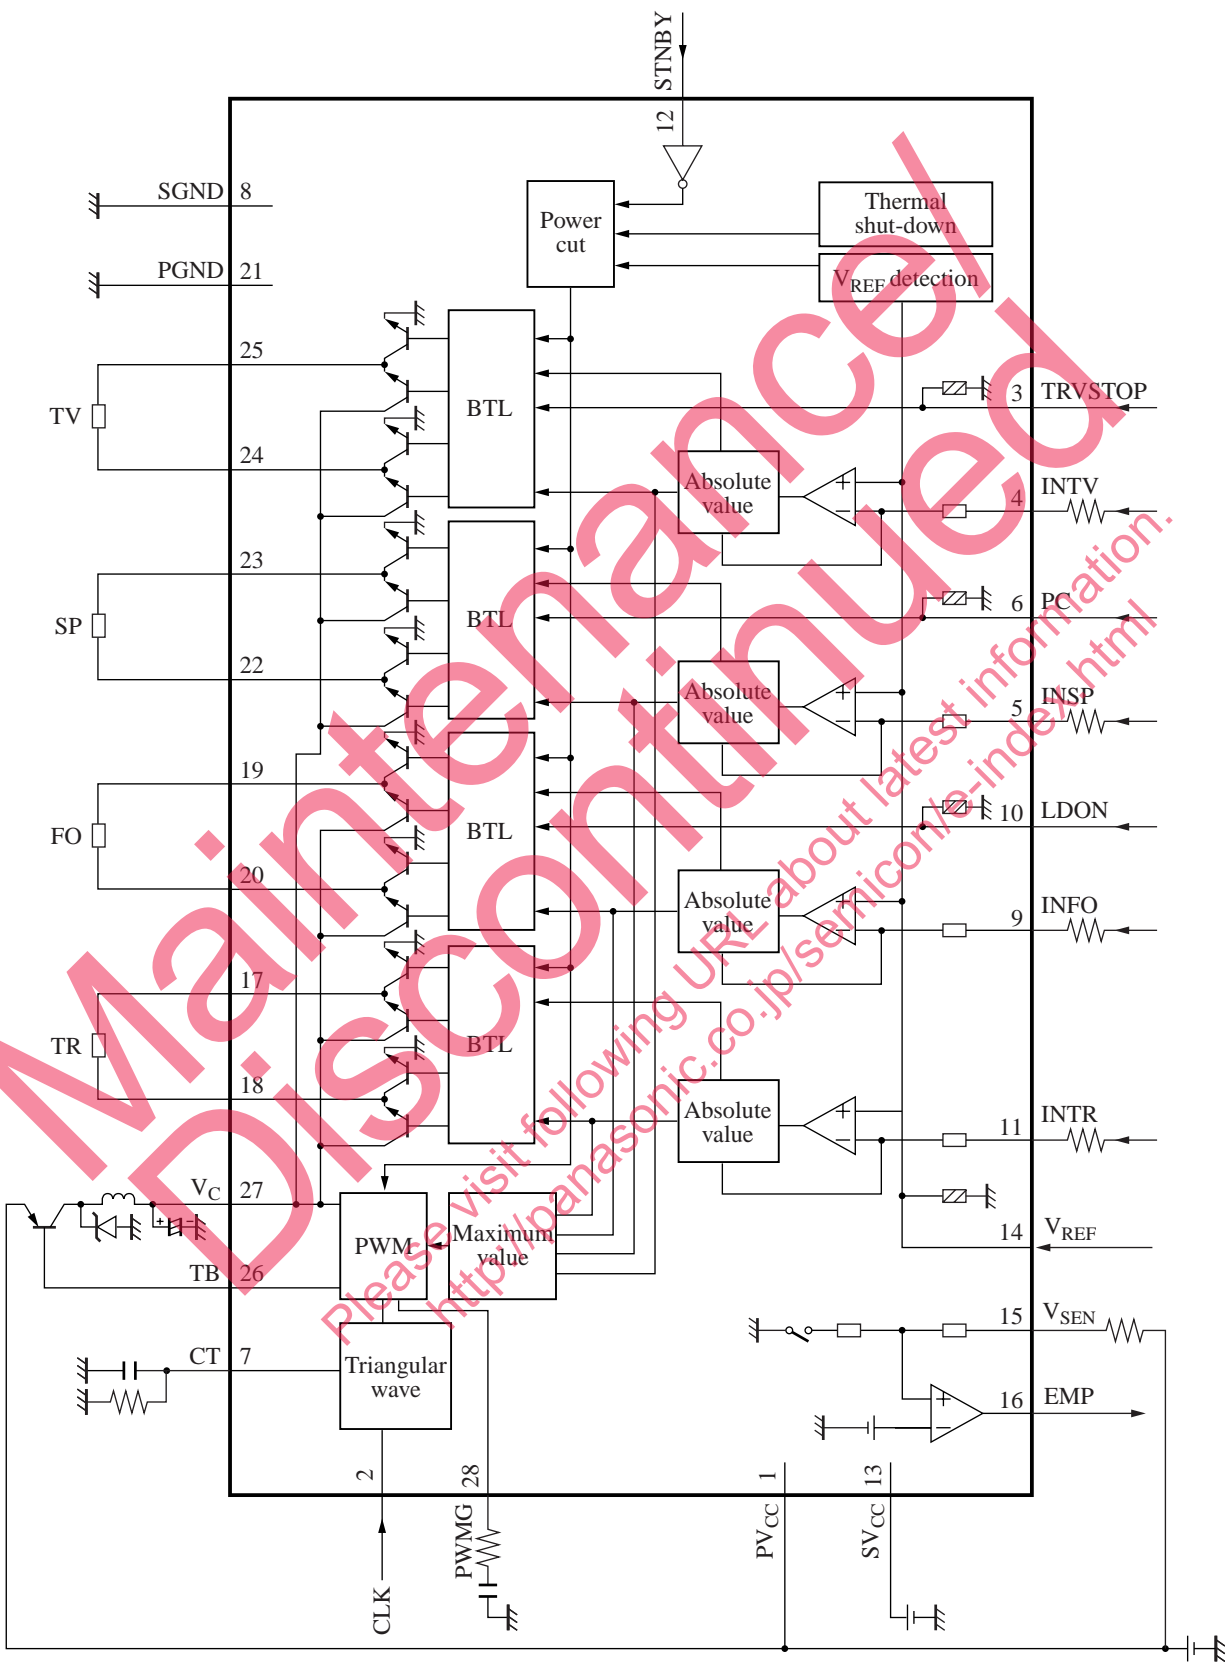 STNBY
12
SGND 8
Power cut
Thermal shut-down
PGND 21
VREF detection
25
BTL
3 TRVSTOP
TV
24
Absolute value
+
−
4 INTV
23
6 PC
SP
BTL
22
Absolute value
+
−
5 INSP
19
10 LDON
FO
BTL
20
Absolute value
+
−
9 INFO
17
TR
BTL
18
Absolute value
+
−
11 INTR
VC 27
+ −
PWM
Maximum value
14 VREF
TB 26
15 VSEN
CT 7
Triangular wave
+
−
16 EMP
2
28
1
13
CLK
PWMG
PVCC
SVCC
Maintenance/
Discontinued
Please visit following URL about latest information.
http://panasonic.co.jp/semicon/e-index.html